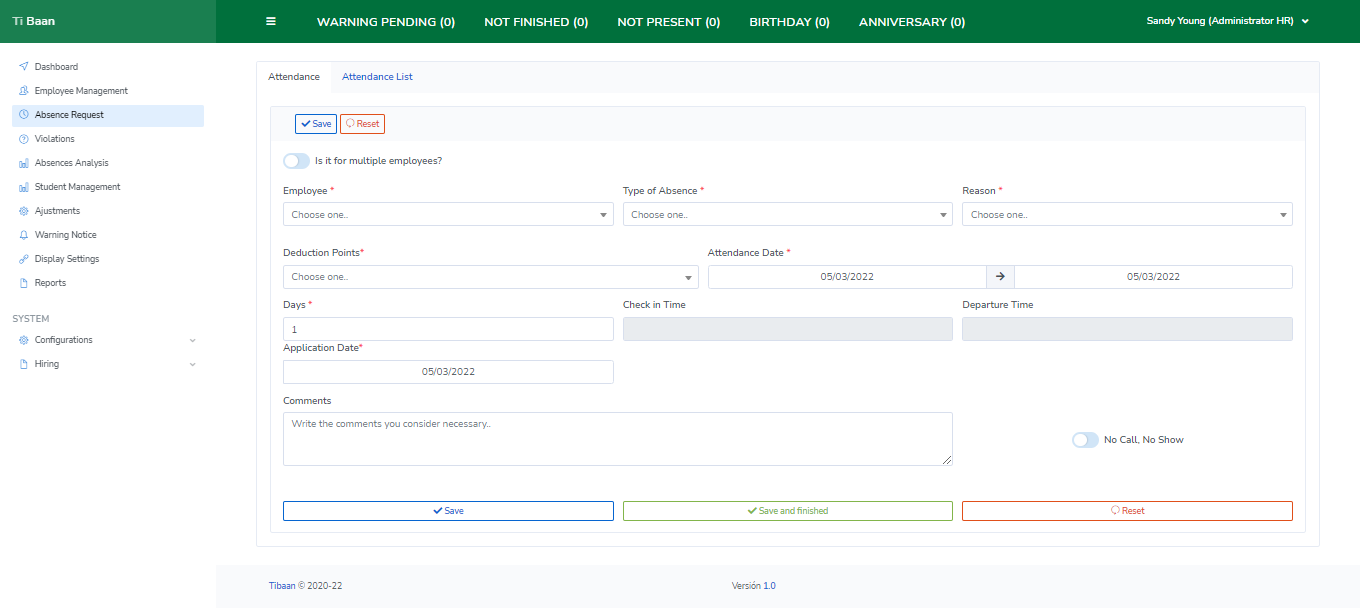 Ti Baan
WARNING PENDING (0) NOT FINISHED (0) NOT PRESENT (0) BIRTHDAY (0) ANNIVERSARY (0)
Sandy Young (Administrator HR)
Dashboard
Employee Management
Absence Request
Violations
Absences Analysis
Student Management
Ajustments
Warning Notice
Display Settings
Reports
SYSTEM
Configurations
Hiring
Attendance Attendance List
Save Reset
Is it for multiple employees?
Employee * Type of Absence * Reason *
Choose one.. Choose one.. Choose one..
Deduction Points* Attendance Date *
Choose one.. 05/03/2022 → 05/03/2022
Days * Check in Time Departure Time
1
Application Date*
05/03/2022
Comments
Write the comments you consider necessary..
No Call, No Show
Save Save and finished Reset
Tibaan © 2020-22 Versión 1.0